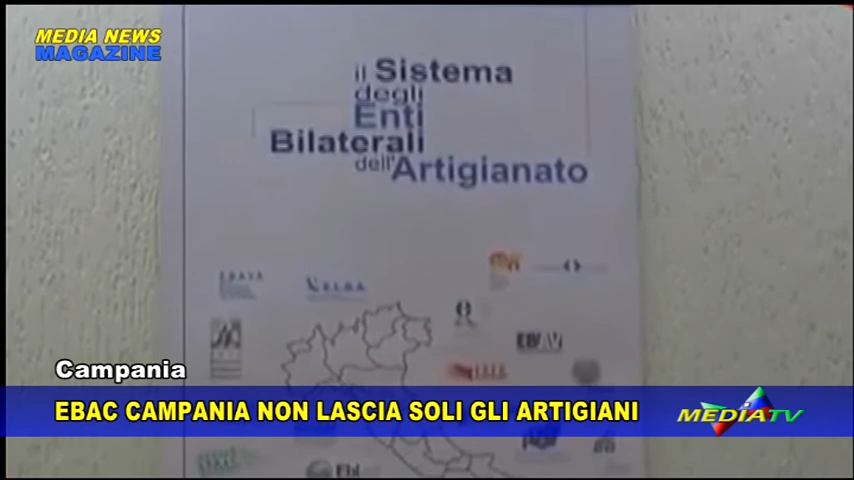 MEDIA NEWS
MAGAZINE
il Sistema
degli
Enti
Bilaterali
dell'Artigianato
EBAVI
Campania
EBAC CAMPANIA NON LASCIA SOLI GLI ARTIGIANI
MEDIATV